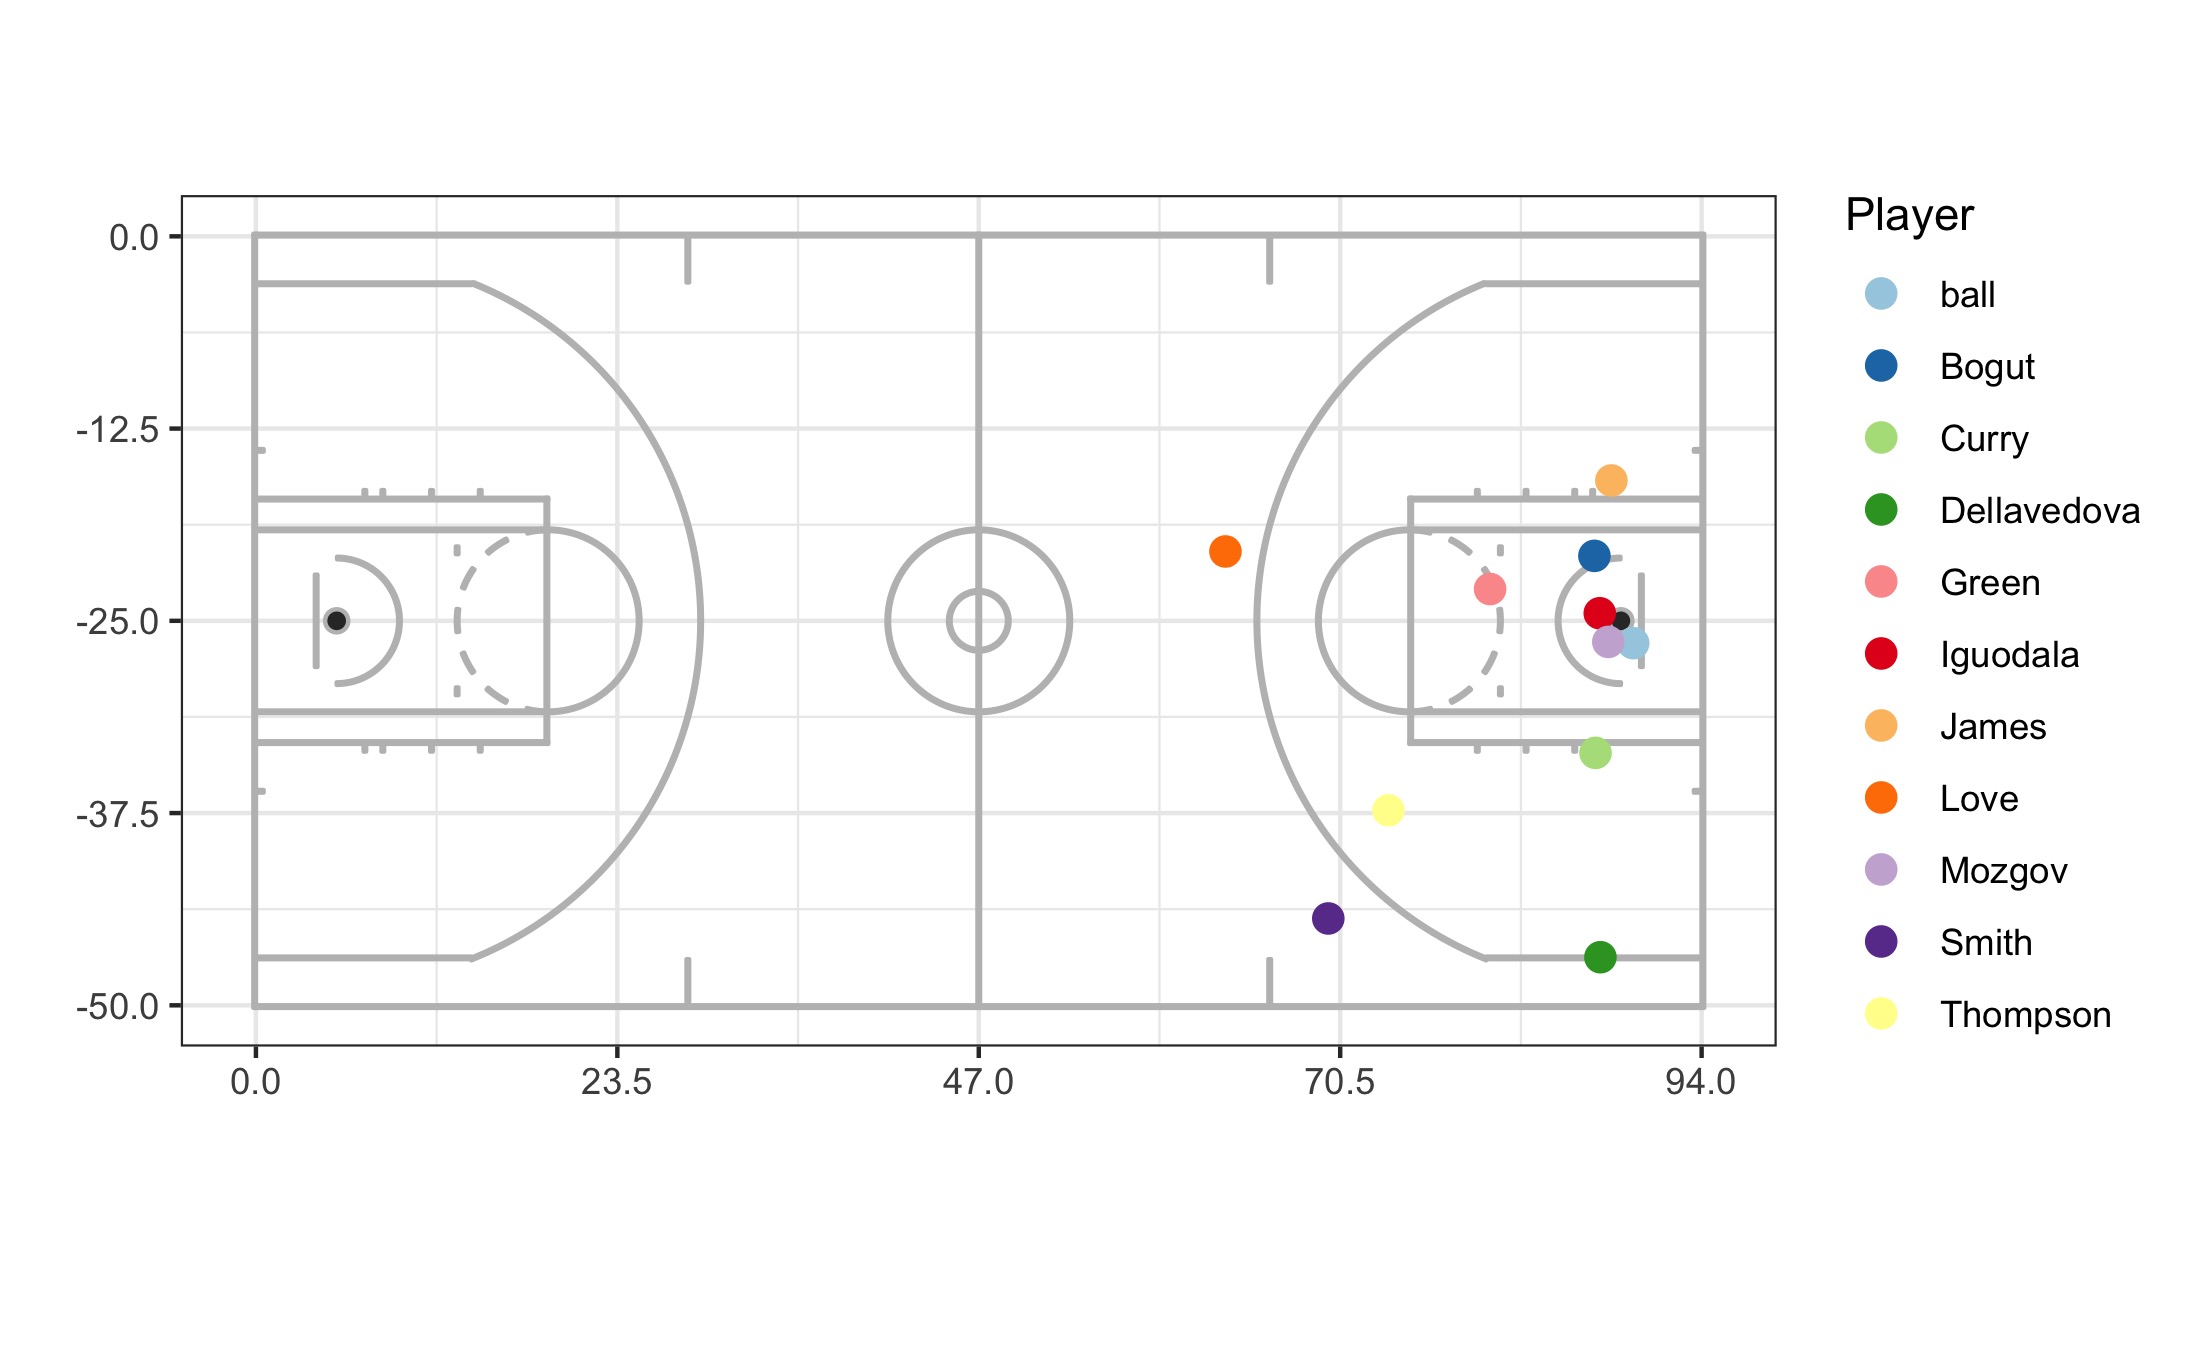 Player
ball
Bogut
Curry
Dellavedova
Green
Iguodala
James
Love
Mozgov
Smith
Thompson
0.0
-12.5
-25.0
-37.5
-50.0
0.0 23.5 47.0 70.5 94.0